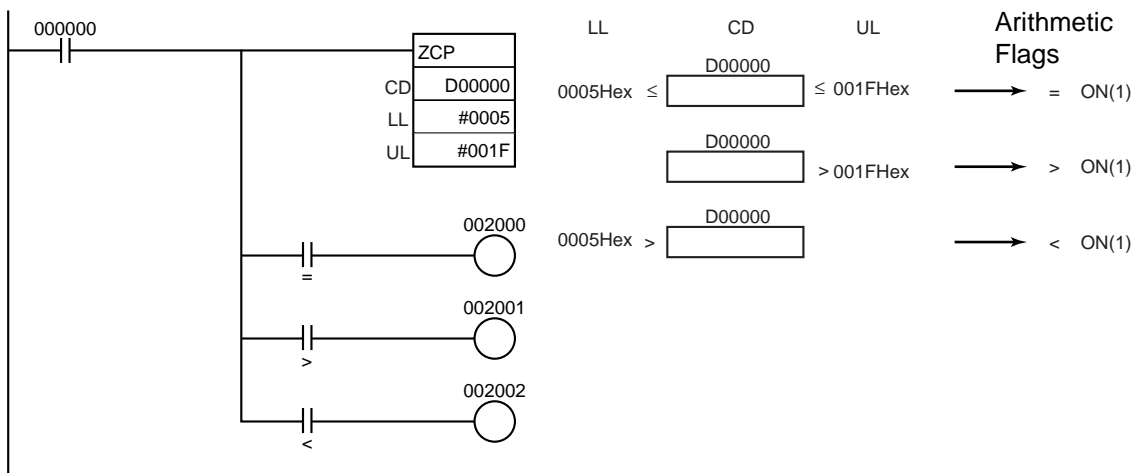 000000
ZCP
CD D00000
LL #0005
UL #001F
002000
=
002001
>
002002
<
LL CD UL
Arithmetic
Flags
D00000
0005Hex ≤ ≤ 001FHex = ON(1)
D00000
> 001FHex > ON(1)
D00000
0005Hex > < ON(1)